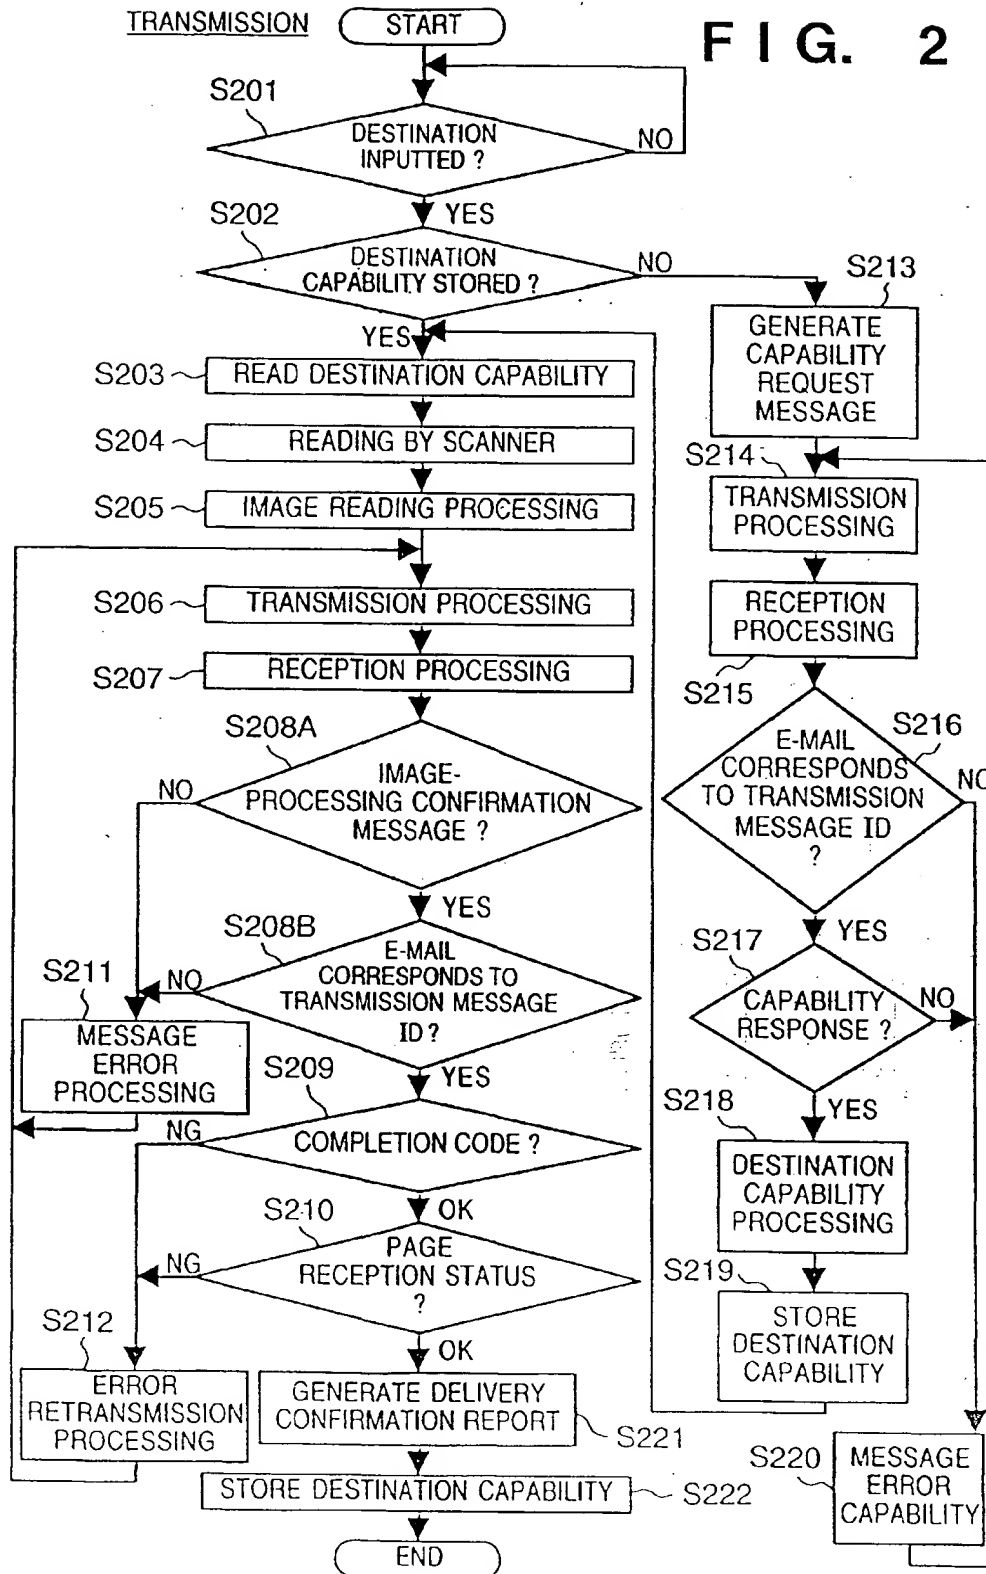 TRANSMISSION
START
FIG. 2
S201
DESTINATION
INPUTTED ?
NO
YES
S202
DESTINATION
CAPABILITY STORED ?
NO
YES
S213
GENERATE
CAPABILITY
REQUEST
MESSAGE
S203
READ DESTINATION CAPABILITY
S204
READING BY SCANNER
S205
IMAGE READING PROCESSING
S214
TRANSMISSION
PROCESSING
S206
TRANSMISSION PROCESSING
RECEPTION
PROCESSING
S215
S207
RECEPTION PROCESSING
S208A
IMAGE-
PROCESSING CONFIRMATION
MESSAGE ?
NO
YES
S216
E-MAIL
CORRESPONDS
TO TRANSMISSION
MESSAGE ID
?
NO
YES
S208B
E-MAIL
CORRESPONDS TO
TRANSMISSION MESSAGE
ID ?
NO
YES
S217
CAPABILITY
RESPONSE ?
NO
YES
S211
MESSAGE
ERROR
PROCESSING
S209
COMPLETION CODE ?
NG
OK
S218
DESTINATION
CAPABILITY
PROCESSING
S210
PAGE
RECEPTION STATUS
?
NG
OK
S219
STORE
DESTINATION
CAPABILITY
S212
ERROR
RETRANSMISSION
PROCESSING
GENERATE DELIVERY
CONFIRMATION REPORT
S221
S220
MESSAGE
ERROR
CAPABILITY
STORE DESTINATION CAPABILITY
S222
END